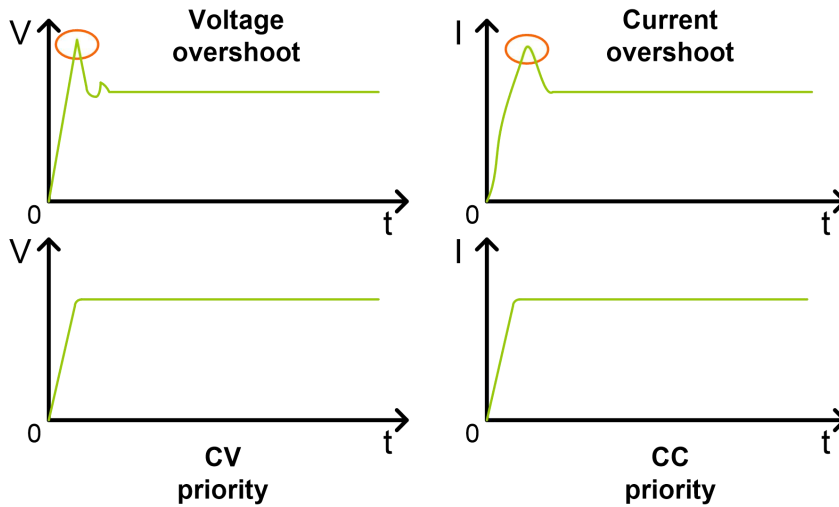 V
Voltage
overshoot
0
t
I
Current
overshoot
0
t
V
0
t
CV
priority
I
0
t
CC
priority